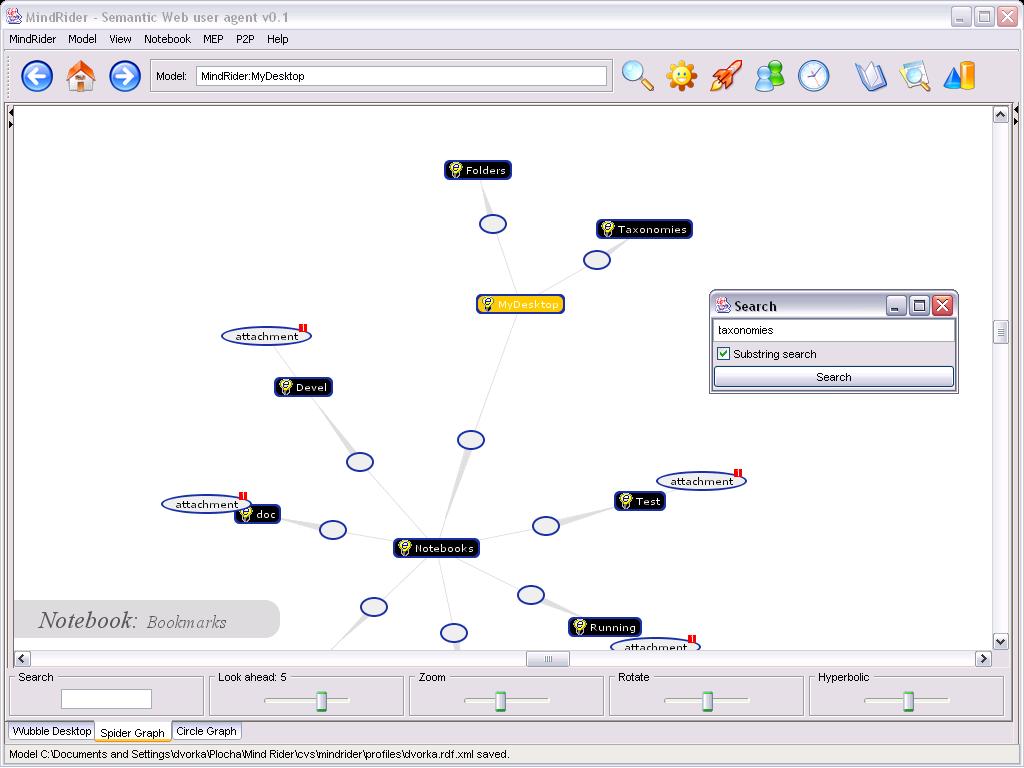 MindRider - Semantic Web user agent v0.1
MindRider Model View Notebook MEP P2P Help
Model: MindRider:MyDesktop
Folders
Taxonomies
MyDesktop
Search
taxonomies
Substring search
Search
attachment
Devel
attachment
Test
attachment
doc
Notebooks
Running
attachment
Notebook: Bookmarks
Search Look ahead: 5 Zoom Rotate Hyperbolic
Wubble Desktop Spider Graph Circle Graph
Model C:\Documents and Settings\dvorka\Plocha\Mind Rider\cvs\mindrider\profiles\dvorka.rdf.xml saved.